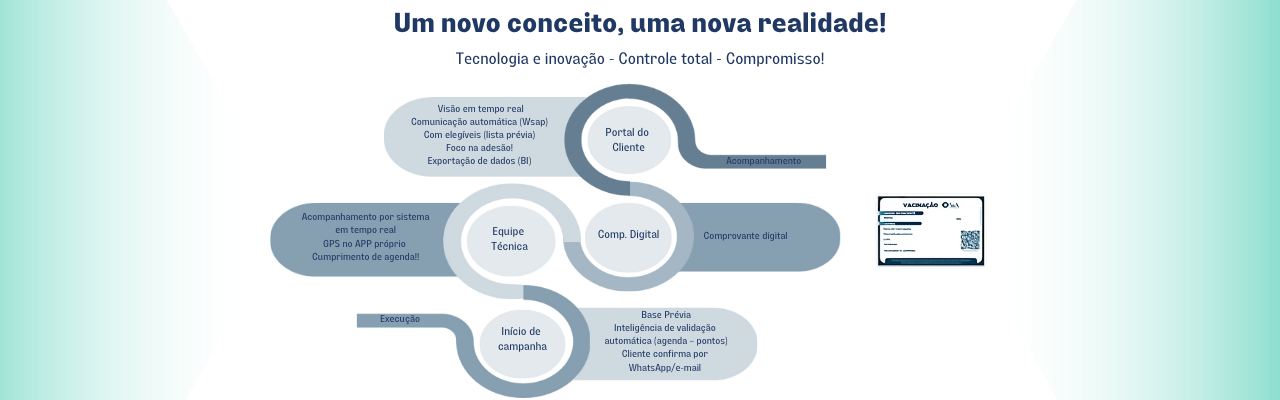 Um novo conceito, uma nova realidade!
Tecnologia e inovação - Controle total - Compromisso!
Visão em tempo real
Comunicação automática (Wsap)
Com elegíveis (lista prévia)
Foco na adesão!
Exportação de dados (BI)
Portal do
Cliente
Acompanhamento
Acompanhamento por sistema
em tempo real
GPS no APP próprio
Cumprimento de agenda!!
Equipe
Técnica
Comp. Digital
Comprovante digital
VACINAÇÃO
Execução
Início de
campanha
Base Prévia
Inteligência de validação
automática (agenda – pontos)
Cliente confirma por
WhatsApp/e-mail